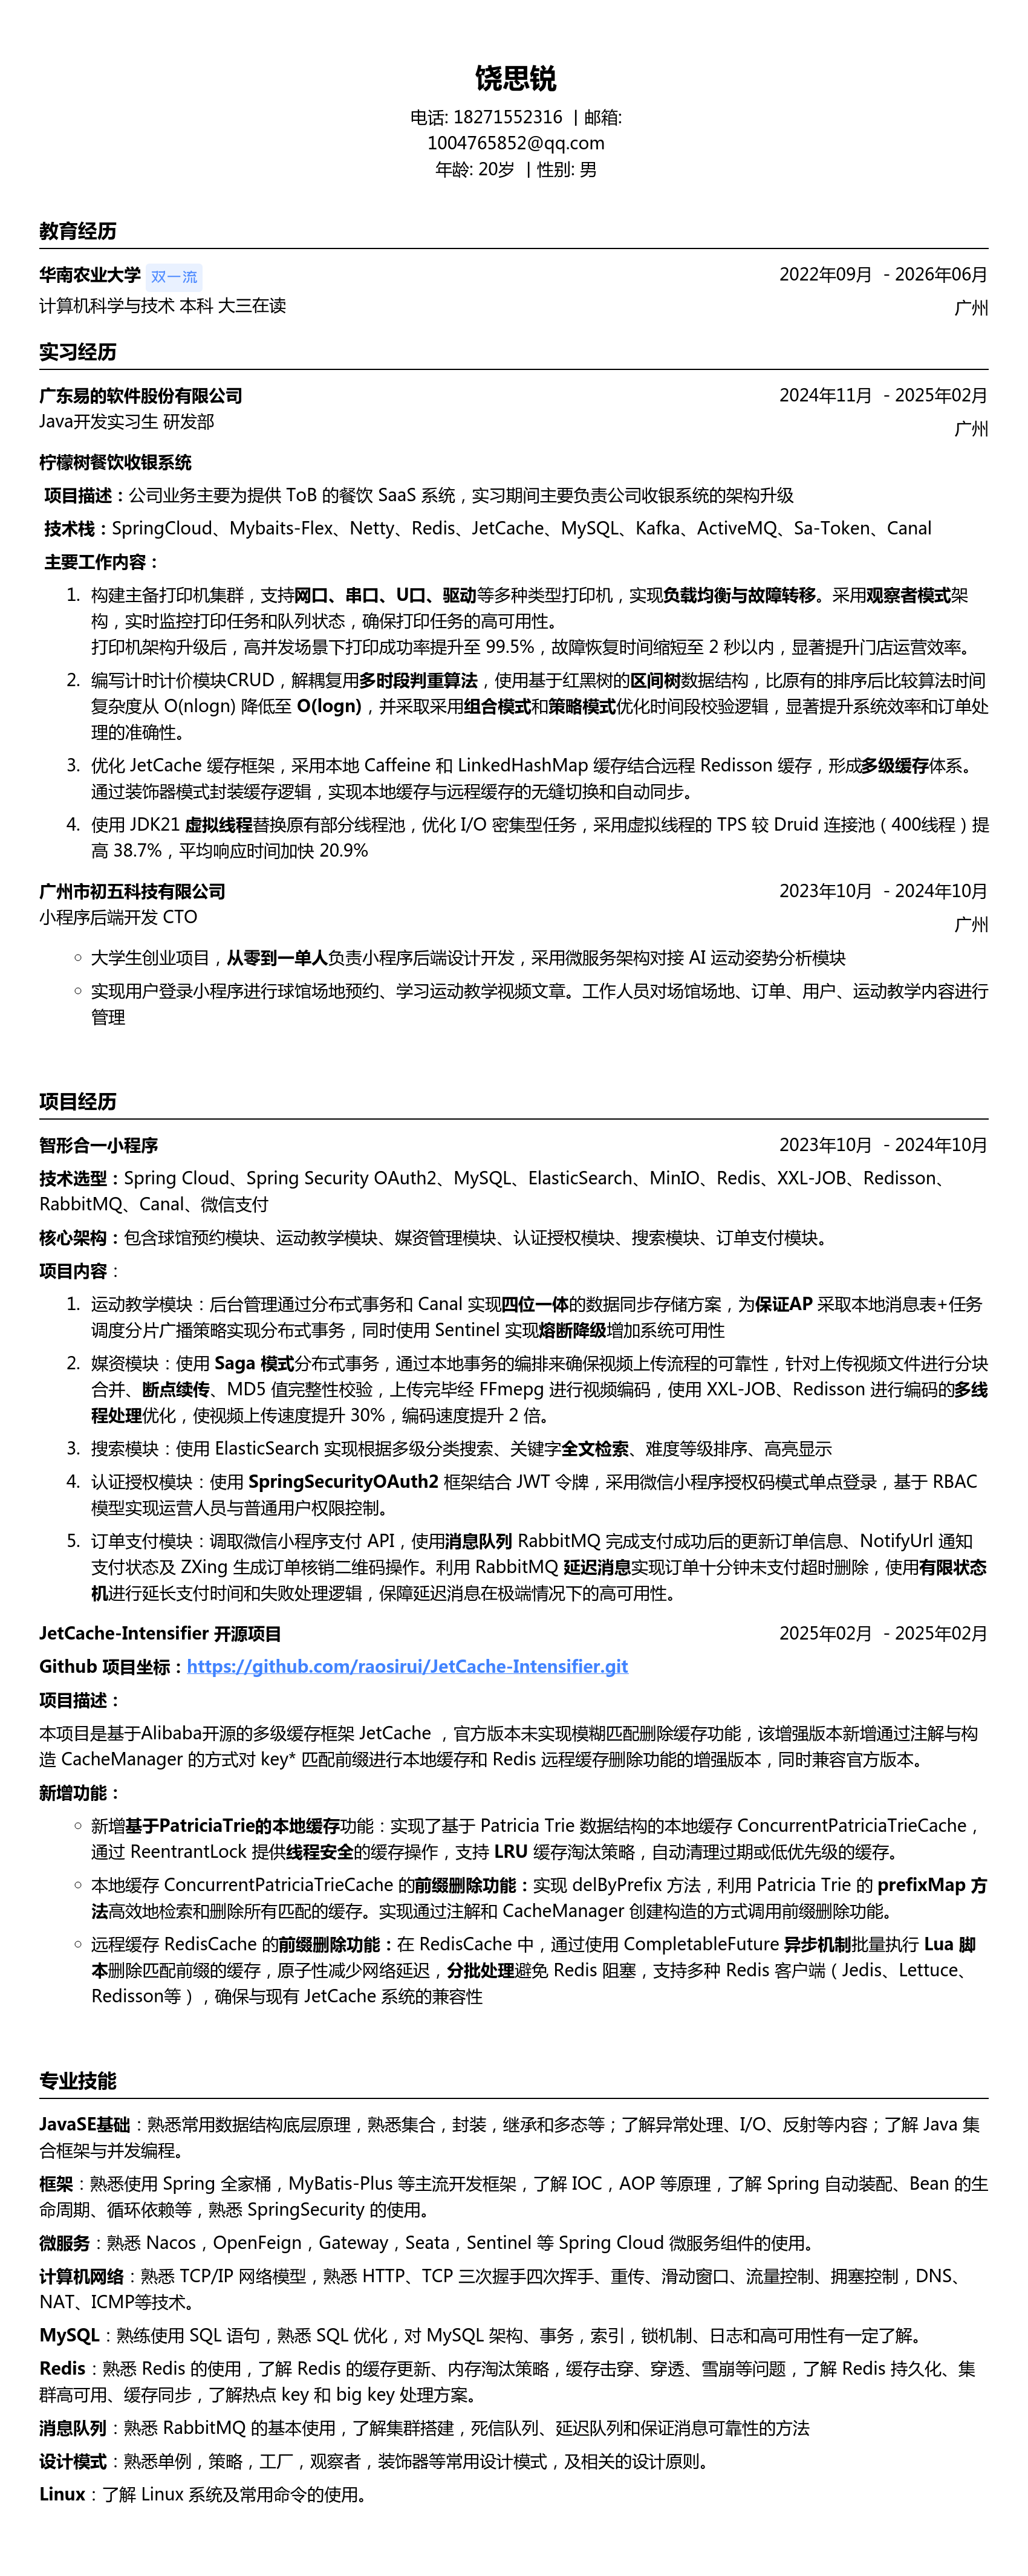 饶思锐
电话: 18271552316 | 邮箱:
1004765852@qq.com
年龄: 20岁 | 性别: 男
教育经历
华南农业大学 双一流 2022年09月 - 2026年06月
计算机科学与技术 本科 大三在读 广州
实习经历
广东易的软件股份有限公司 2024年11月 - 2025年02月
Java开发实习生 研发部 广州
柠檬树餐饮收银系统
项目描述：公司业务主要为提供 ToB 的餐饮 SaaS 系统，实习期间主要负责公司收银系统的架构升级
技术栈：SpringCloud、Mybaits-Flex、Netty、Redis、JetCache、MySQL、Kafka、ActiveMQ、Sa-Token、Canal
主要工作内容：
1. 构建主备打印机集群，支持网口、串口、U口、驱动等多种类型打印机，实现负载均衡与故障转移。采用观察者模式架
构，实时监控打印任务和队列状态，确保打印任务的高可用性。
打印机架构升级后，高并发场景下打印成功率提升至 99.5%，故障恢复时间缩短至 2 秒以内，显著提升门店运营效率。
2. 编写计时计价模块CRUD，解耦复用多时段判重算法，使用基于红黑树的区间树数据结构，比原有的排序后比较算法时间
复杂度从 O(nlogn) 降低至 O(logn)，并采取采用组合模式和策略模式优化时间段校验逻辑，显著提升系统效率和订单处
理的准确性。
3. 优化 JetCache 缓存框架，采用本地 Caffeine 和 LinkedHashMap 缓存结合远程 Redisson 缓存，形成多级缓存体系。
通过装饰器模式封装缓存逻辑，实现本地缓存与远程缓存的无缝切换和自动同步。
4. 使用 JDK21 虚拟线程替换原有部分线程池，优化 I/O 密集型任务，采用虚拟线程的 TPS 较 Druid 连接池（400线程）提
高 38.7%，平均响应时间加快 20.9%
广州市初五科技有限公司 2023年10月 - 2024年10月
小程序后端开发 CTO 广州
○ 大学生创业项目，从零到一单人负责小程序后端设计开发，采用微服务架构对接 AI 运动姿势分析模块
○ 实现用户登录小程序进行球馆场地预约、学习运动教学视频文章。工作人员对场馆场地、订单、用户、运动教学内容进行
管理
项目经历
智形合一小程序 2023年10月 - 2024年10月
技术选型：Spring Cloud、Spring Security OAuth2、MySQL、ElasticSearch、MinIO、Redis、XXL-JOB、Redisson、
RabbitMQ、Canal、微信支付
核心架构：包含球馆预约模块、运动教学模块、媒资管理模块、认证授权模块、搜索模块、订单支付模块。
项目内容：
1. 运动教学模块：后台管理通过分布式事务和 Canal 实现四位一体的数据同步存储方案，为保证AP 采取本地消息表+任务
调度分片广播策略实现分布式事务，同时使用 Sentinel 实现熔断降级增加系统可用性
2. 媒资模块：使用 Saga 模式分布式事务，通过本地事务的编排来确保视频上传流程的可靠性，针对上传视频文件进行分块
合并、断点续传、MD5 值完整性校验，上传完毕经 FFmepg 进行视频编码，使用 XXL-JOB、Redisson 进行编码的多线
程处理优化，使视频上传速度提升 30%，编码速度提升 2 倍。
3. 搜索模块：使用 ElasticSearch 实现根据多级分类搜索、关键字全文检索、难度等级排序、高亮显示
4. 认证授权模块：使用 SpringSecurityOAuth2 框架结合 JWT 令牌，采用微信小程序授权码模式单点登录，基于 RBAC
模型实现运营人员与普通用户权限控制。
5. 订单支付模块：调取微信小程序支付 API，使用消息队列 RabbitMQ 完成支付成功后的更新订单信息、NotifyUrl 通知
支付状态及 ZXing 生成订单核销二维码操作。利用 RabbitMQ 延迟消息实现订单十分钟未支付超时删除，使用有限状态
机进行延长支付时间和失败处理逻辑，保障延迟消息在极端情况下的高可用性。
JetCache-Intensifier 开源项目 2025年02月 - 2025年02月
Github 项目坐标：https://github.com/raosirui/JetCache-Intensifier.git
项目描述：
本项目是基于Alibaba开源的多级缓存框架 JetCache ，官方版本未实现模糊匹配删除缓存功能，该增强版本新增通过注解与构
造 CacheManager 的方式对 key* 匹配前缀进行本地缓存和 Redis 远程缓存删除功能的增强版本，同时兼容官方版本。
新增功能：
○ 新增基于PatriciaTrie的本地缓存功能：实现了基于 Patricia Trie 数据结构的本地缓存 ConcurrentPatriciaTrieCache，
通过 ReentrantLock 提供线程安全的缓存操作，支持 LRU 缓存淘汰策略，自动清理过期或低优先级的缓存。
○ 本地缓存 ConcurrentPatriciaTrieCache 的前缀删除功能：实现 delByPrefix 方法，利用 Patricia Trie 的 prefixMap 方
法高效地检索和删除所有匹配的缓存。实现通过注解和 CacheManager 创建构造的方式调用前缀删除功能。
○ 远程缓存 RedisCache 的前缀删除功能：在 RedisCache 中，通过使用 CompletableFuture 异步机制批量执行 Lua 脚
本删除匹配前缀的缓存，原子性减少网络延迟，分批处理避免 Redis 阻塞，支持多种 Redis 客户端（Jedis、Lettuce、
Redisson等），确保与现有 JetCache 系统的兼容性
专业技能
JavaSE基础：熟悉常用数据结构底层原理，熟悉集合，封装，继承和多态等；了解异常处理、I/O、反射等内容；了解 Java 集
合框架与并发编程。
框架：熟悉使用 Spring 全家桶，MyBatis-Plus 等主流开发框架，了解 IOC，AOP 等原理，了解 Spring 自动装配、Bean 的生
命周期、循环依赖等，熟悉 SpringSecurity 的使用。
微服务：熟悉 Nacos，OpenFeign，Gateway，Seata，Sentinel 等 Spring Cloud 微服务组件的使用。
计算机网络：熟悉 TCP/IP 网络模型，熟悉 HTTP、TCP 三次握手四次挥手、重传、滑动窗口、流量控制、拥塞控制，DNS、
NAT、ICMP等技术。
MySQL：熟练使用 SQL 语句，熟悉 SQL 优化，对 MySQL 架构、事务，索引，锁机制、日志和高可用性有一定了解。
Redis：熟悉 Redis 的使用，了解 Redis 的缓存更新、内存淘汰策略，缓存击穿、穿透、雪崩等问题，了解 Redis 持久化、集
群高可用、缓存同步，了解热点 key 和 big key 处理方案。
消息队列：熟悉 RabbitMQ 的基本使用，了解集群搭建，死信队列、延迟队列和保证消息可靠性的方法
设计模式：熟悉单例，策略，工厂，观察者，装饰器等常用设计模式，及相关的设计原则。
Linux：了解 Linux 系统及常用命令的使用。